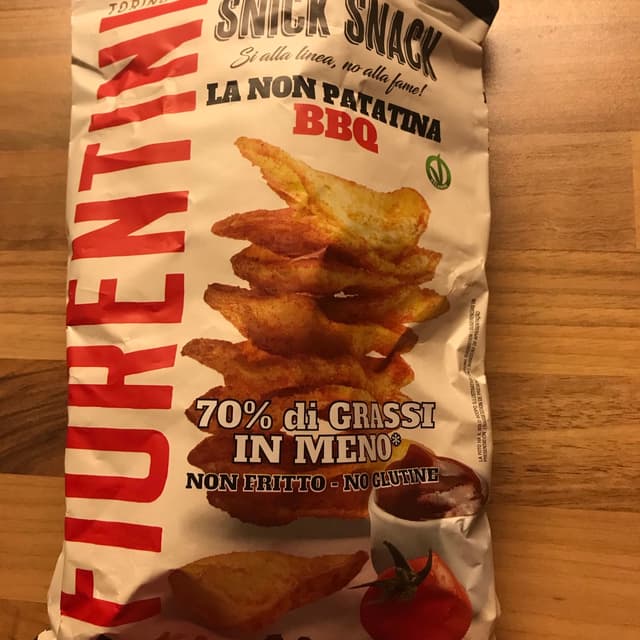 TORINO
FIORENTINI
SNICK SNACK
Sì alla linea, no alla fame!
LA NON PATATINA
BBQ
70% di GRASSI
IN MENO*
NON FRITTO - NO GLUTINE